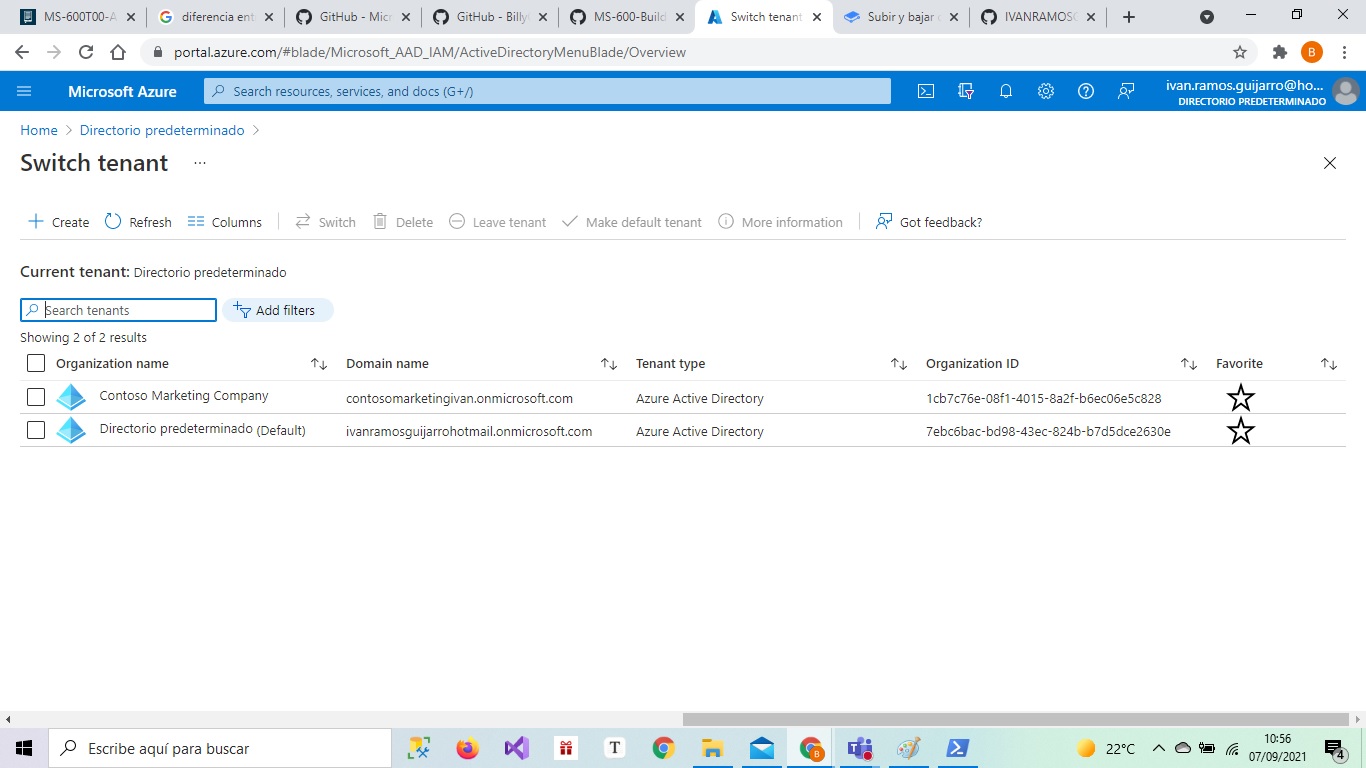 MS-600T00-A
diferencia ent
GitHub - Micr
GitHub - Billy
MS-600-Build
Switch tenant
Subir y bajar
IVANRAMOSG
portal.azure.com/#blade/Microsoft_AAD_IAM/ActiveDirectoryMenuBlade/Overview
B
Microsoft Azure
Search resources, services, and docs (G+/)
ivan.ramos.guijarro@ho...
DIRECTORIO PREDETERMINADO
Home > Directorio predeterminado >
Switch tenant ...
Create Refresh Columns Switch Delete Leave tenant Make default tenant More information Got feedback?
Current tenant: Directorio predeterminado
Search tenants Add filters
Showing 2 of 2 results
Organization name Domain name Tenant type Organization ID Favorite
Contoso Marketing Company contosomarketingivan.onmicrosoft.com Azure Active Directory 1cb7c76e-08f1-4015-8a2f-b6ec06e5c828
Directorio predeterminado (Default) ivanramosguijarrohotmail.onmicrosoft.com Azure Active Directory 7ebc6bac-bd98-43ec-824b-b7d5dce2630e
Escribe aquí para buscar
T
B
22°C
10:56
07/09/2021
4